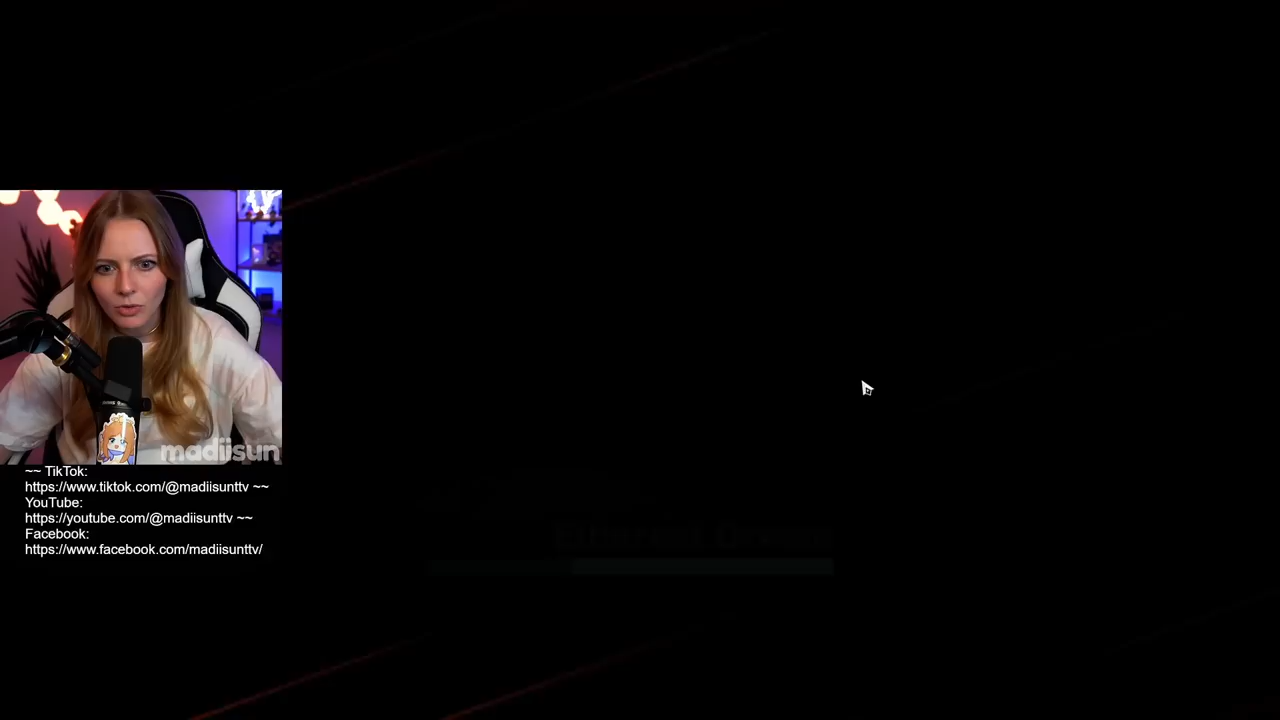 madiisun
~~ TikTok:
https://www.tiktok.com/@madiisunttv ~~
YouTube:
https://youtube.com/@madiisunttv ~~
Facebook:
https://www.facebook.com/madiisunttv/